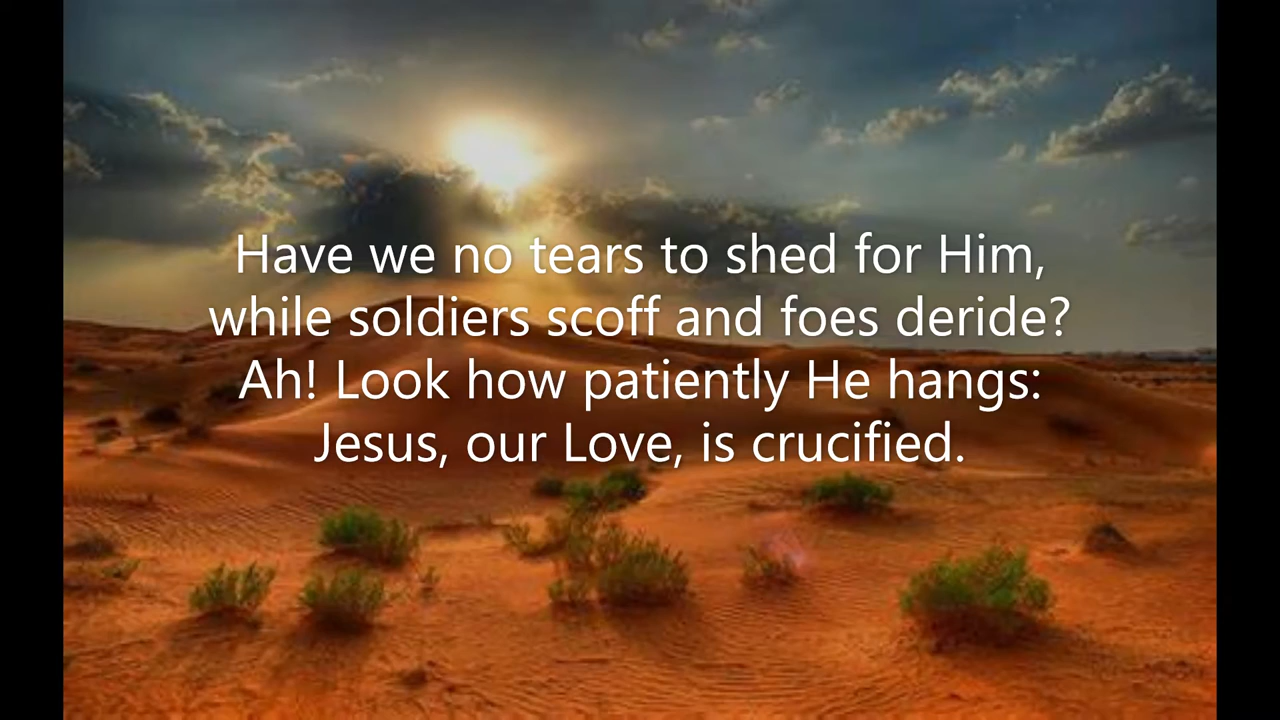 Have we no tears to shed for Him,
while soldiers scoff and foes deride?
Ah! Look how patiently He hangs:
Jesus, our Love, is crucified.